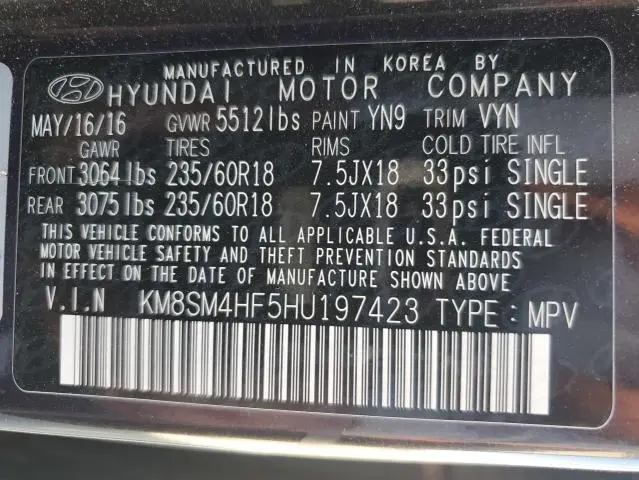 MANUFACTURED IN KOREA BY
HYUNDAI MOTOR COMPANY
MAY/16/16 GVWR 5512lbs PAINT YN9 TRIM VYN
GAWR TIRES RIMS COLD TIRE INFL
FRONT 3064lbs 235/60R18 7.5JX18 33psi SINGLE
REAR 3075lbs 235/60R18 7.5JX18 33psi SINGLE
THIS VEHICLE CONFORMS TO ALL APPLICABLE U.S.A. FEDERAL
MOTOR VEHICLE SAFETY AND THEFT PREVENTION STANDARDS
IN EFFECT ON THE DATE OF MANUFACTURE SHOWN ABOVE
V.I.N KM8SM4HF5HU197423 TYPE : MPV